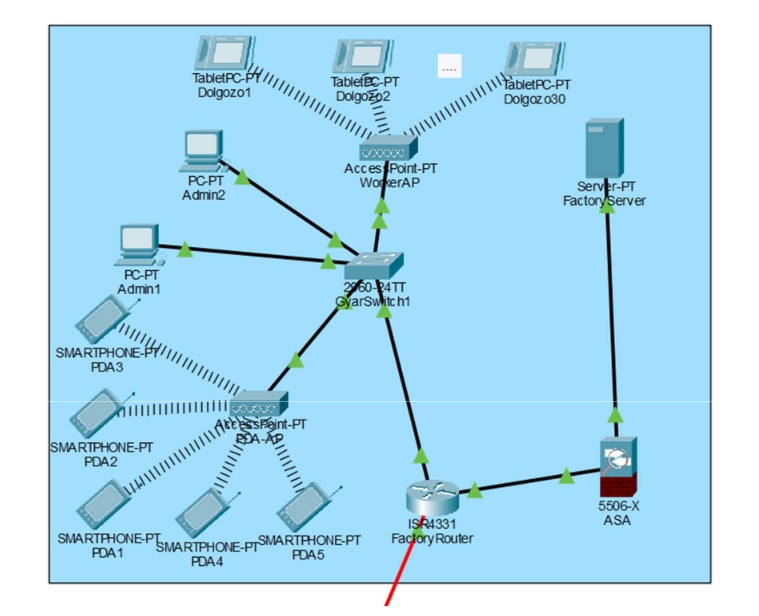 TabletPC-PT
Dolgozo1
TabletPC-PT
Dolgozo2
....
TabletPC-PT
Dolgozo30
AccessPoint-PT
WorkerAP
PC-PT
Admin2
Server-PT
FactoryServer
PC-PT
Admin1
2960-24TT
GyarSwitch1
SMARTPHONE-PT
PDA3
AccessPoint-PT
PDA-AP
SMARTPHONE-PT
PDA2
SMARTPHONE-PT
PDA1
SMARTPHONE-PT
PDA4
SMARTPHONE-PT
PDA5
ISR4331
FactoryRouter
5506-X
ASA